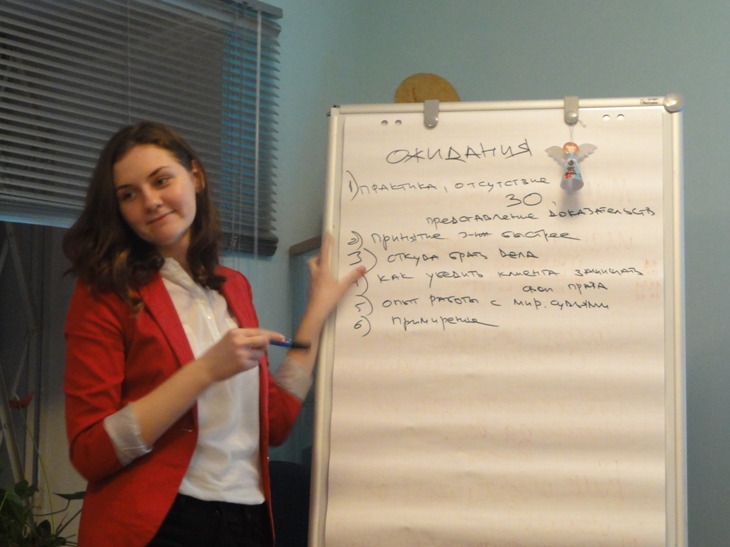 ОЖИДАНИЯ
1) ПРАКТИКА, отсутствие
ЗО,
предоставление доказательств
2) принятие з-на быстрее
3) откуда брать дела
4) как убедить клиента защищать
свои права
5) опыт работы с мир. судьями
6) примирение